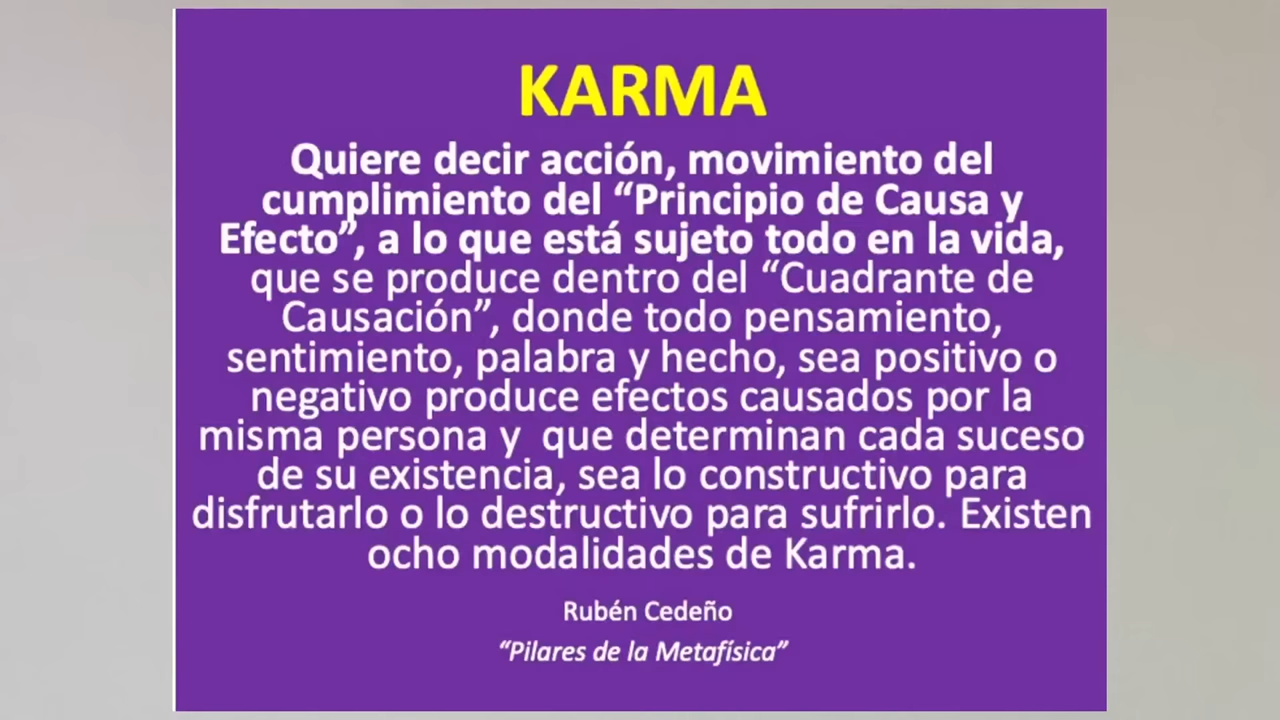 KARMA
Quiere decir acción, movimiento del
cumplimiento del “Principio de Causa y
Efecto”, a lo que está sujeto todo en la vida,
que se produce dentro del “Cuadrante de
Causación”, donde todo pensamiento,
sentimiento, palabra y hecho, sea positivo o
negativo produce efectos causados por la
misma persona y  que determinan cada suceso
de su existencia, sea lo constructivo para
disfrutarlo o lo destructivo para sufrirlo. Existen
ocho modalidades de Karma.
Rubén Cedeño
“Pilares de la Metafísica”